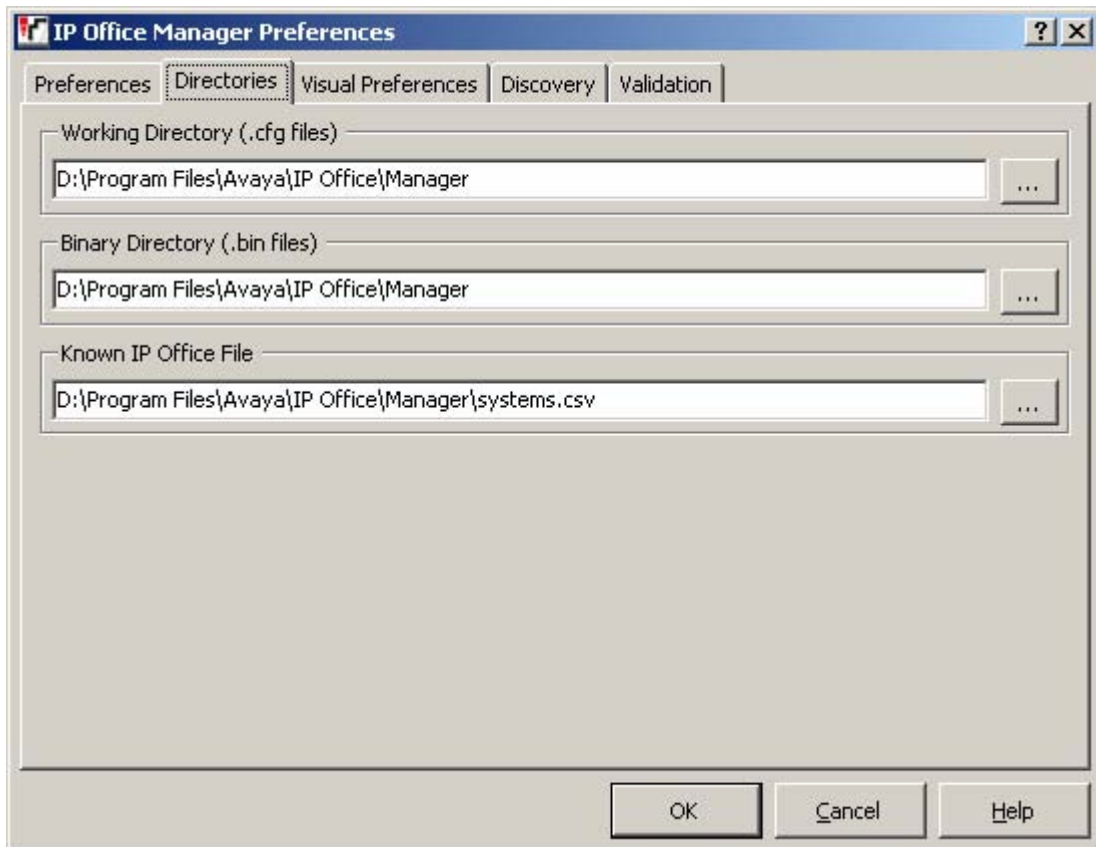 IP Office Manager Preferences
Preferences Directories Visual Preferences Discovery Validation
Working Directory (.cfg files)
D:\Program Files\Avaya\IP Office\Manager
...
Binary Directory (.bin files)
D:\Program Files\Avaya\IP Office\Manager
...
Known IP Office File
D:\Program Files\Avaya\IP Office\Manager\systems.csv
...
OK Cancel Help